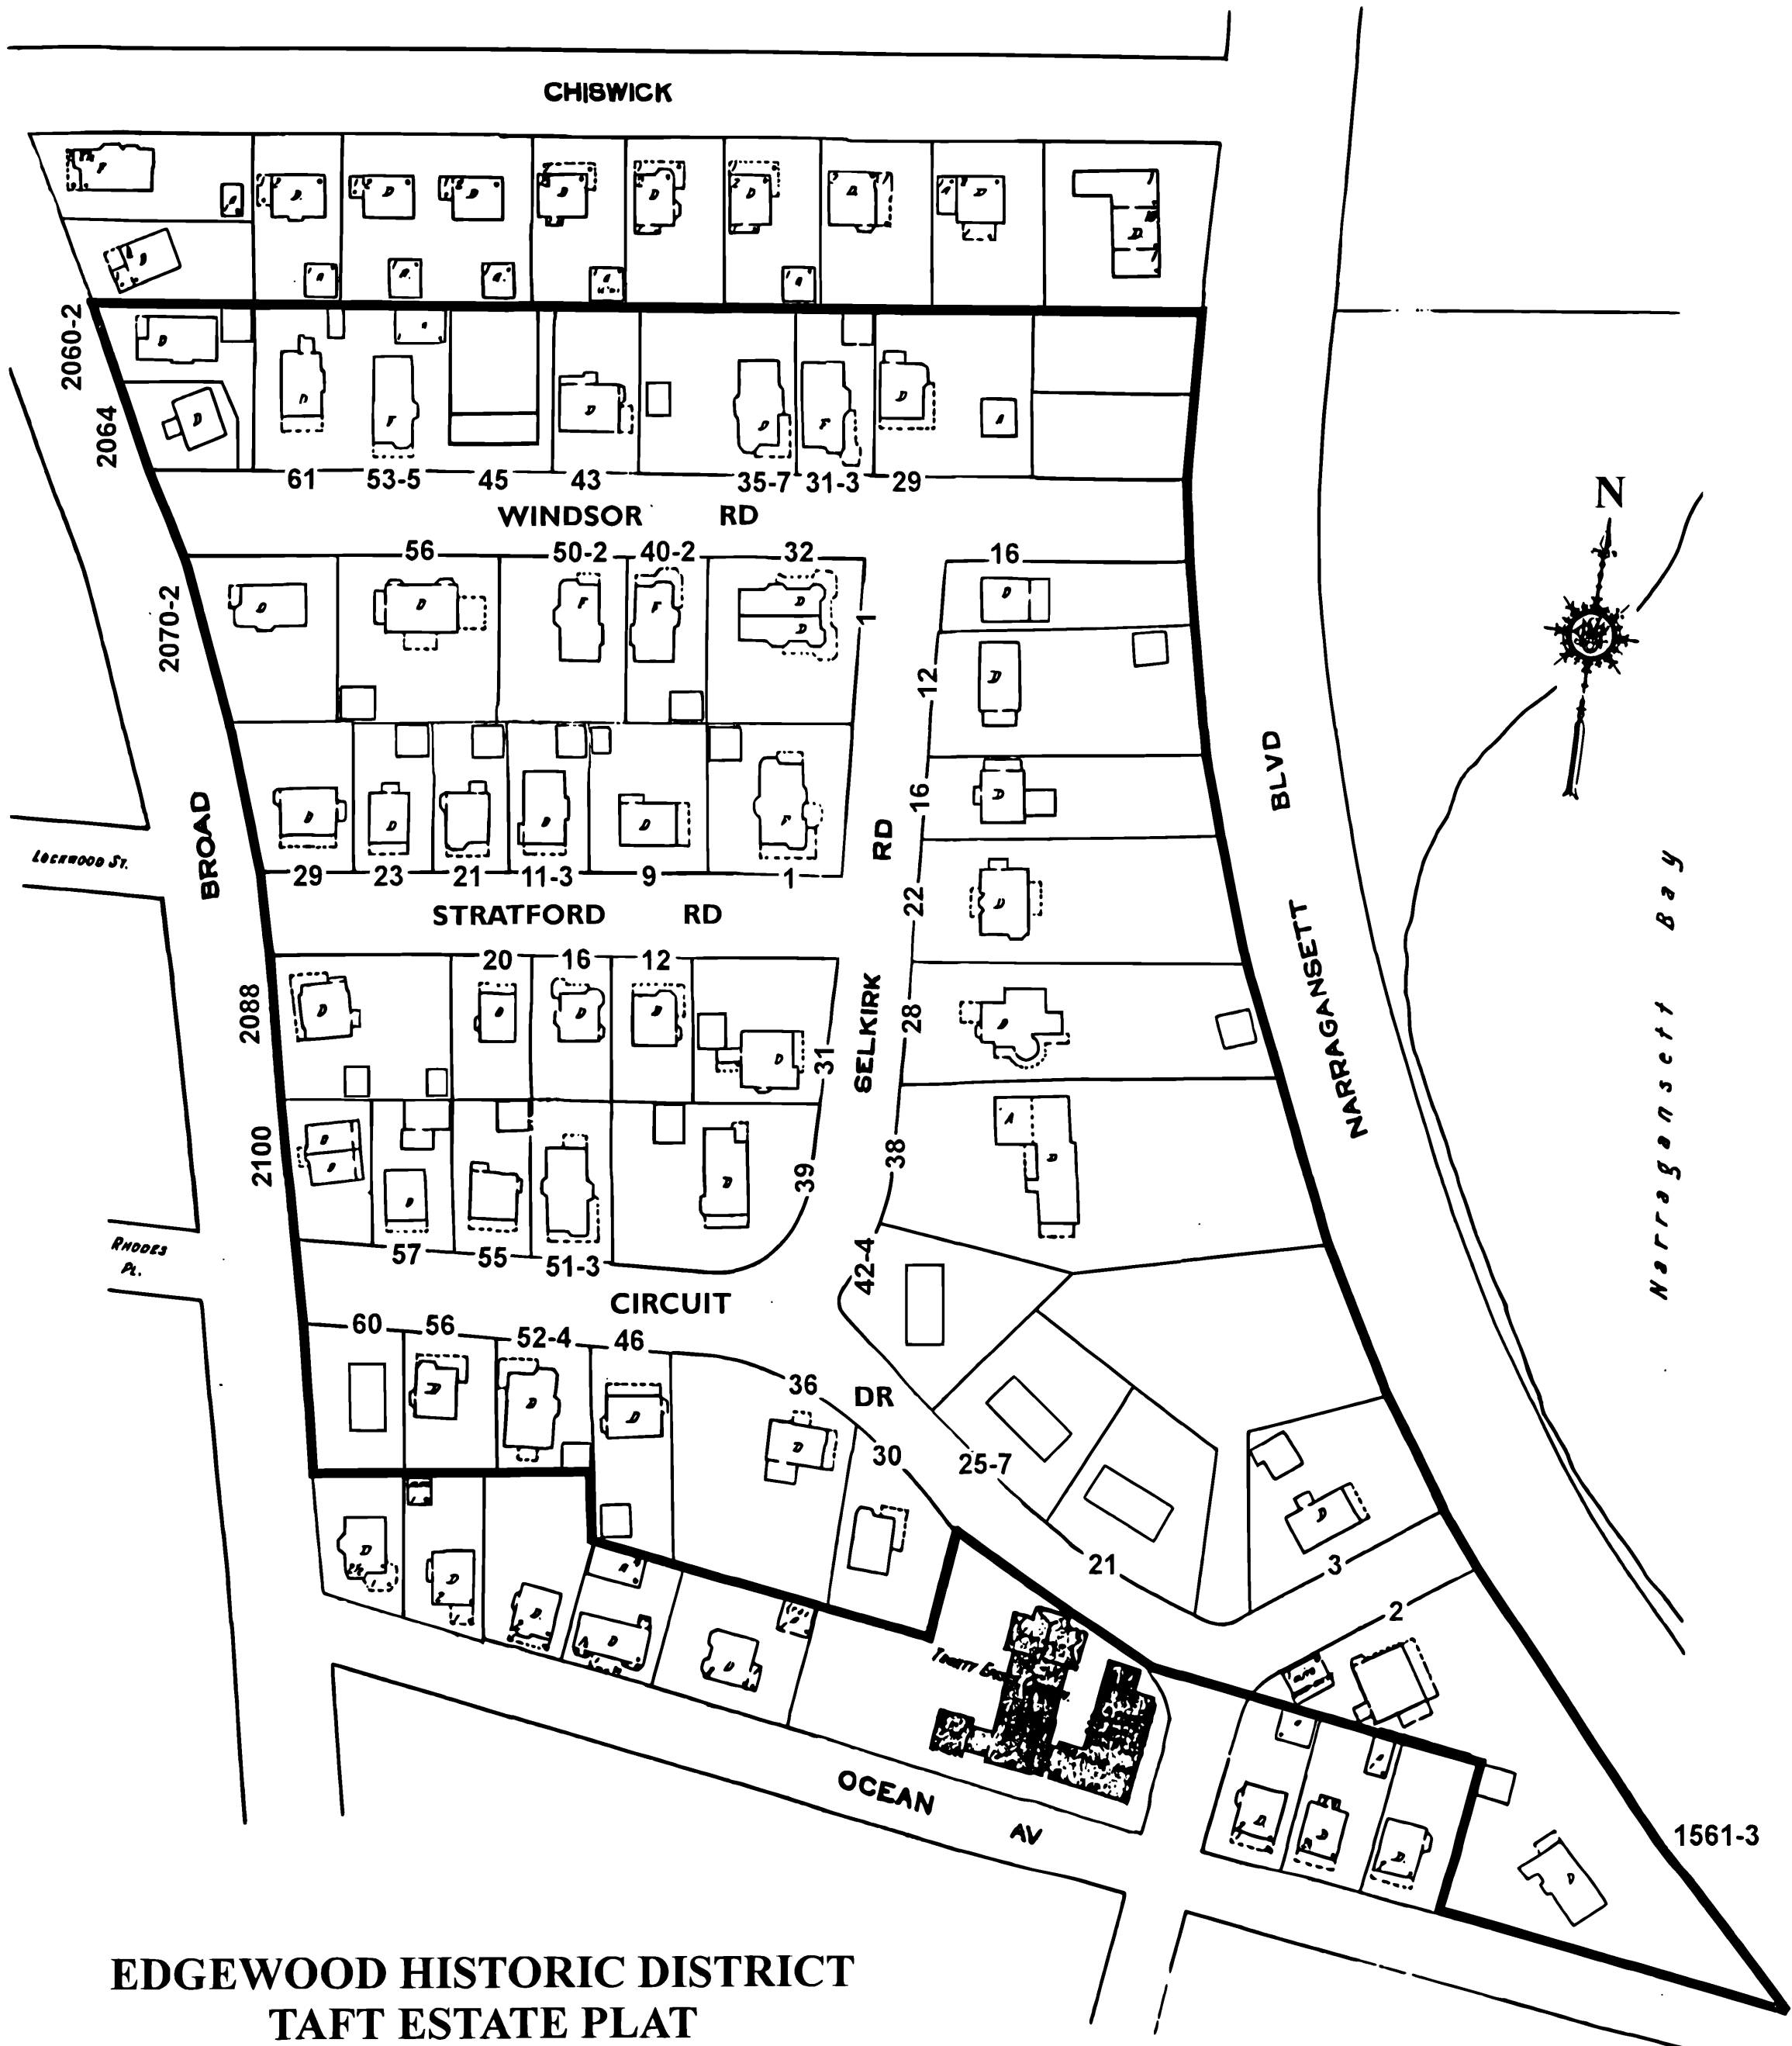 CHISWICK
2060-2
2064
61 53-5 45 43 35-7 31-3 29
WINDSOR RD
N
56 50-2 40-2 32 16
2070-2
1
12
16
BLVD
BROAD
RD
LOCKWOOD ST.
29 23 21 11-3 9 1
22
STRATFORD RD
NARRAGANSETT
Narragansett Bay
20 16 12
2088
28
31
SELKIRK
2100
38
39
RHODES
PL.
57 55 51-3
42-4
CIRCUIT
60 56 52-4 46
36
DR
30
25-7
21
3
2
OCEAN
AV
1561-3
EDGEWOOD HISTORIC DISTRICT
TAFT ESTATE PLAT